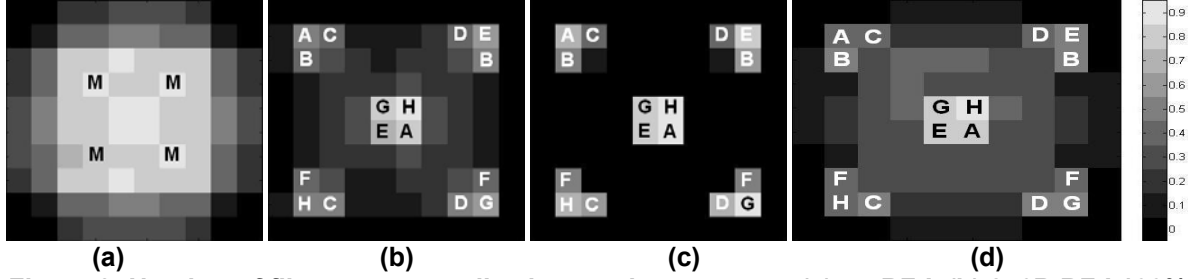 M M
M M
A C D E
B B
G H
E A
F F
H C D G
A C D E
B B
G H
E A
F F
H C D G
A C D E
B B
G H
E A
F F
H C D G
0.9
0.8
0.7
0.6
0.5
0.4
0.3
0.2
0.1
0
(a) (b) (c) (d)